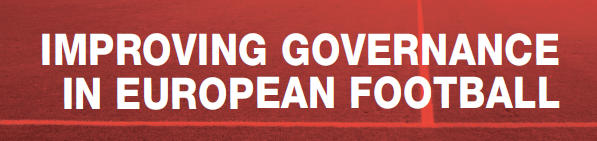 IMPROVING GOVERNANCE
IN EUROPEAN FOOTBALL